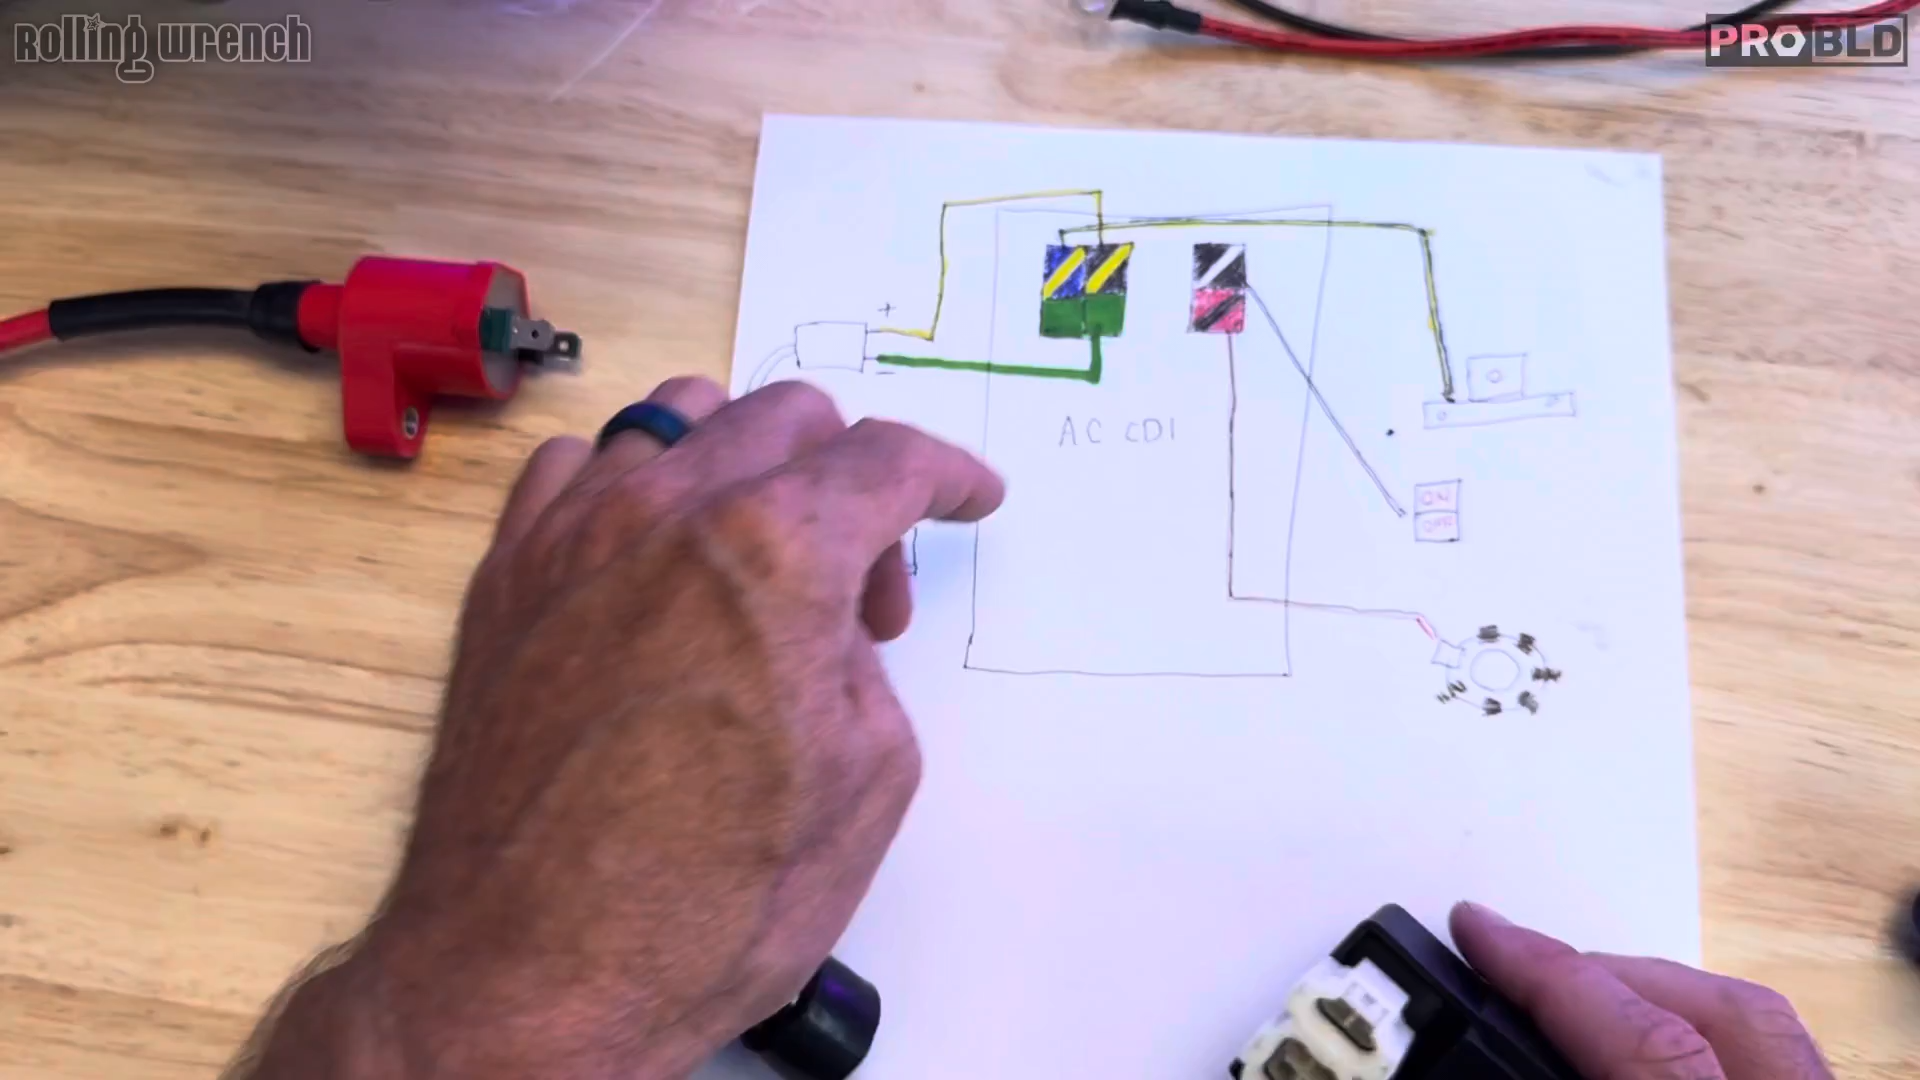 Rolling Wrench
PROBLD
+
AC CDI
ON
OFF
-